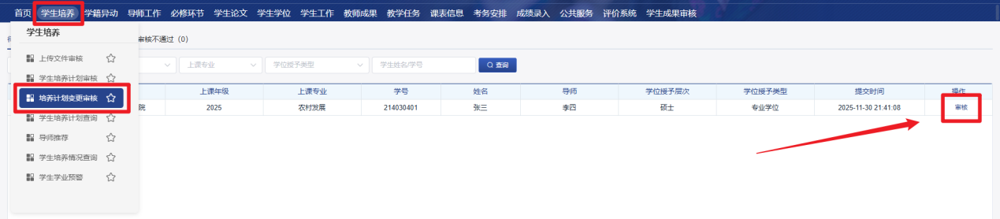 首页 学生培养 学籍异动 导师工作 必修环节 学生论文 学生学位 学生工作 教师成果 教学任务 课表信息 考务安排 成绩录入 公共服务 评价系统 学生成果审核
学生培养
审核不通过（0）
上传文件审核
上课专业 学位授予类型 学生姓名/学号 查询
学生培养计划审核
培养计划变更审核
学生培养计划查询
导师推荐
学生培养情况查询
学生学业预警
上课年级 上课专业 学号 姓名 导师 学位授予层次 学位授予类型 提交时间 操作
院 2025 农村发展 214030401 张三 李四 硕士 专业学位 2025-11-30 21:41:08 审核